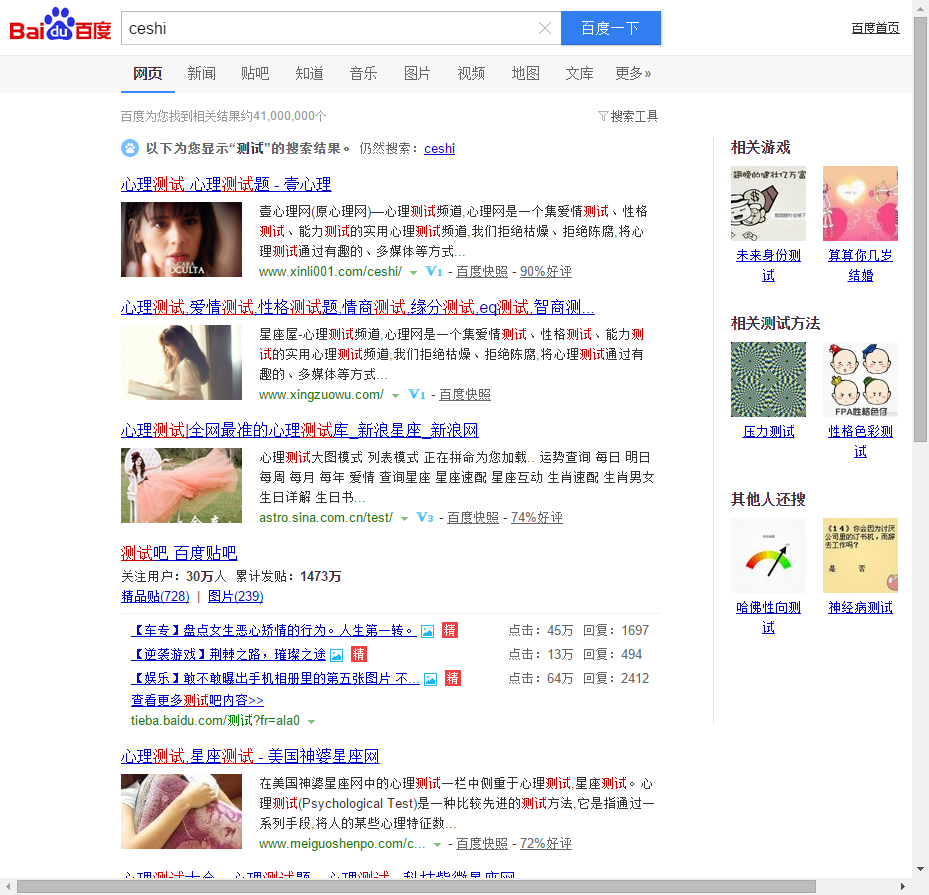 Bai du 百度
ceshi
百度一下
百度首页
网页 新闻 贴吧 知道 音乐 图片 视频 地图 文库 更多»
百度为您找到相关结果约41,000,000个
搜索工具
以下为您显示“测试”的搜索结果。 仍然搜索：ceshi
心理测试_心理测试题 - 壹心理
CARA
OCULTA
壹心理网(原心理网)—心理测试频道,心理网是一个集爱情测试、性格
测试、能力测试的实用心理测试频道,我们拒绝枯燥、拒绝陈腐,将心
理测试通过有趣的、多媒体等方式...
www.xinli001.com/ceshi/ V1 - 百度快照 - 90%好评
心理测试,爱情测试,性格测试题,情商测试,缘分测试,eq测试,智商测...
星座屋-心理测试频道,心理网是一个集爱情测试、性格测试、能力测
试的实用心理测试频道,我们拒绝枯燥、拒绝陈腐,将心理测试通过有
趣的、多媒体等方式...
www.xingzuowu.com/ V1 - 百度快照
心理测试|全网最准的心理测试库_新浪星座_新浪网
心理测试大图模式 列表模式 正在拼命为您加载.. 运势查询 每日 明日
每周 每月 每年 爱情 查询星座 星座速配 星座互动 生肖速配 生肖男女
生日详解 生日书...
astro.sina.com.cn/test/ V3 - 百度快照 - 74%好评
测试吧_百度贴吧
关注用户：30万人 累计发贴：1473万
精品贴(728) | 图片(239)
【车专】盘点女生恶心矫情的行为。人生第一转。 精 点击：45万 回复：1697
【逆袭游戏】荆棘之路，璀璨之途 精 点击：13万 回复：494
【娱乐】敢不敢曝出手机相册里的第五张图片 不... 精 点击：64万 回复：2412
查看更多测试吧内容>>
tieba.baidu.com/测试?fr=ala0
心理测试,星座测试 - 美国神婆星座网
在美国神婆星座网中的心理测试一栏中侧重于心理测试,星座测试。心
理测试(Psychological Test)是一种比较先进的测试方法,它是指通过一
系列手段,将人的某些心理特征数...
www.meiguoshenpo.com/c... - 百度快照 - 72%好评
相关游戏
未来身份测
试
算算你几岁
结婚
相关测试方法
FPA性格色仔
压力测试
性格色彩测
试
其他人还搜
《14》你会因为讨厌
公司里的订书机，而辞
去工作吗？
是 否
哈佛性向测
试
神经病测试